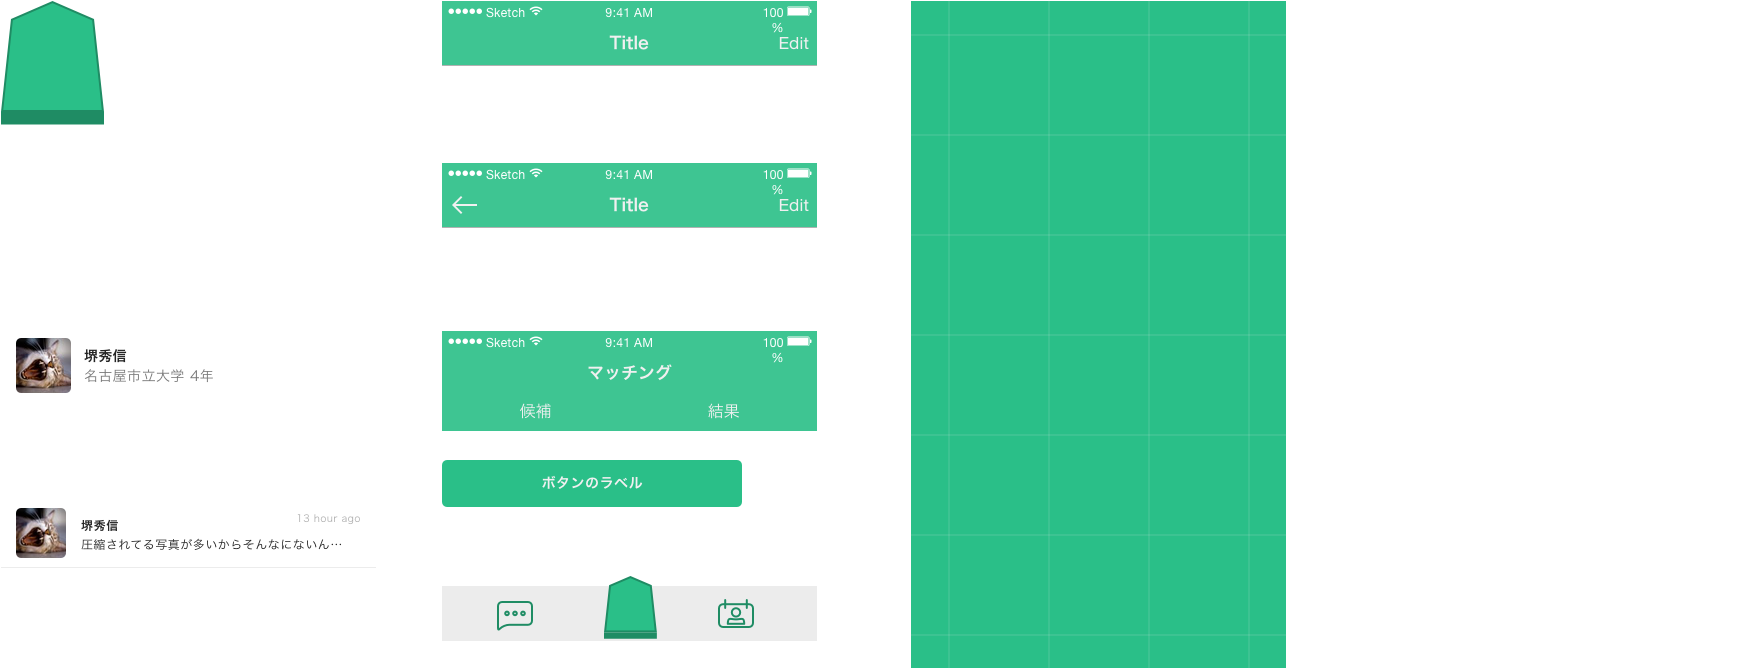 Sketch 9:41 AM 100
%
Title Edit
Sketch 9:41 AM 100
%
Title Edit
Sketch 9:41 AM 100
%
マッチング
候補 結果
ボタンのラベル
堺秀信
名古屋市立大学 4年
13 hour ago
堺秀信
圧縮されてる写真が多いからそんなにないん…